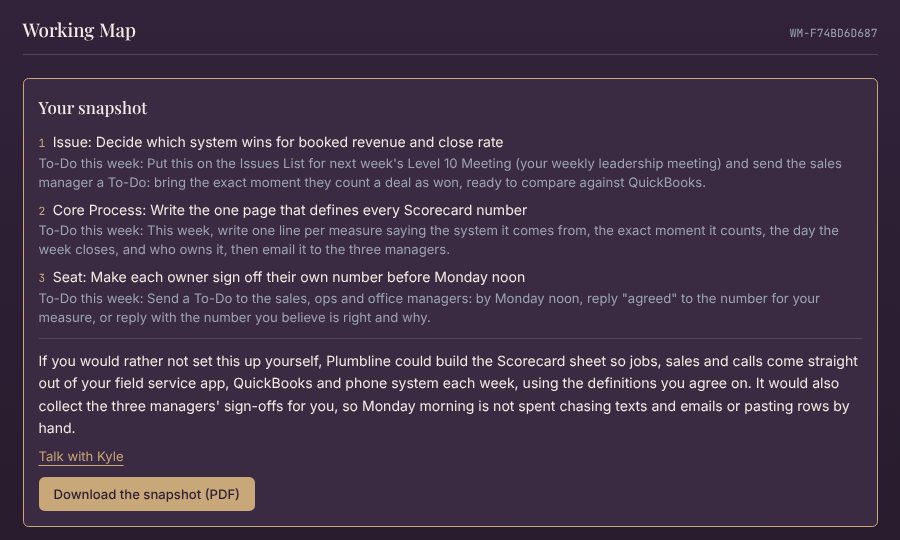 Working Map
WM-F74BD6D687
Your snapshot
1 Issue: Decide which system wins for booked revenue and close rate
To-Do this week: Put this on the Issues List for next week's Level 10 Meeting (your weekly leadership meeting) and send the sales
manager a To-Do: bring the exact moment they count a deal as won, ready to compare against QuickBooks.
2 Core Process: Write the one page that defines every Scorecard number
To-Do this week: This week, write one line per measure saying the system it comes from, the exact moment it counts, the day the
week closes, and who owns it, then email it to the three managers.
3 Seat: Make each owner sign off their own number before Monday noon
To-Do this week: Send a To-Do to the sales, ops and office managers: by Monday noon, reply "agreed" to the number for your
measure, or reply with the number you believe is right and why.
If you would rather not set this up yourself, Plumbline could build the Scorecard sheet so jobs, sales and calls come straight
out of your field service app, QuickBooks and phone system each week, using the definitions you agree on. It would also
collect the three managers' sign-offs for you, so Monday morning is not spent chasing texts and emails or pasting rows by
hand.
Talk with Kyle
Download the snapshot (PDF)